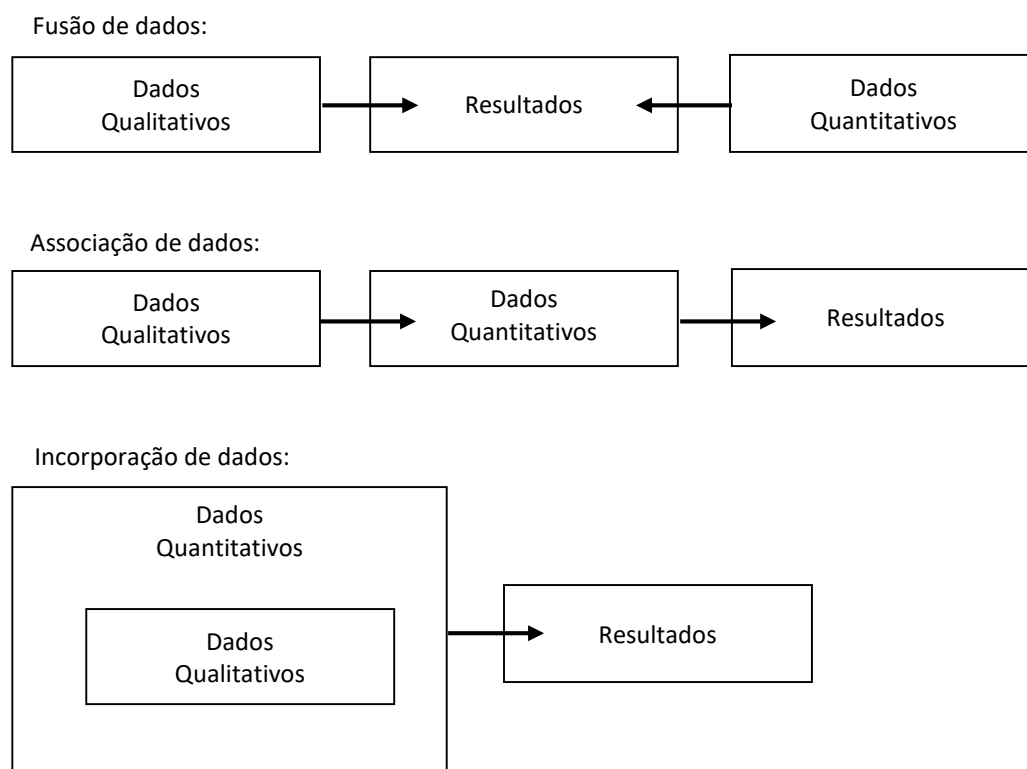 Fusão de dados:
Dados
Qualitativos
Resultados
Dados
Quantitativos
Associação de dados:
Dados
Qualitativos
Dados
Quantitativos
Resultados
Incorporação de dados:
Dados
Quantitativos
Dados
Qualitativos
Resultados